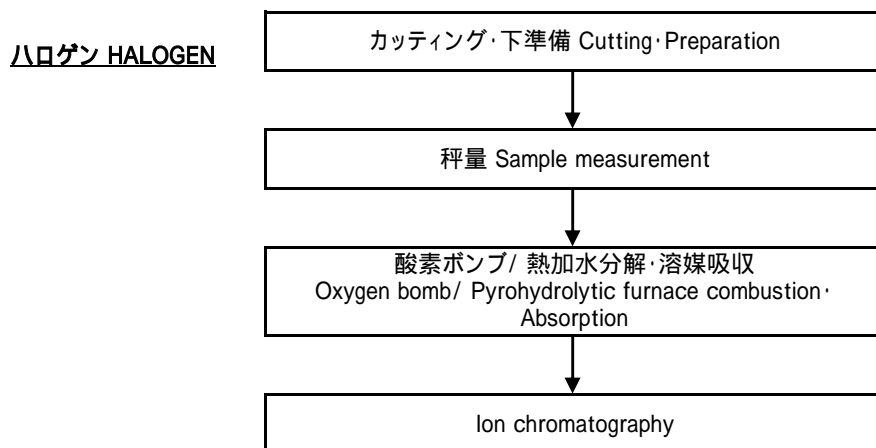 ハロゲン HALOGEN
カッティング・下準備 Cutting・Preparation
秤量 Sample measurement
酸素ボンブ/ 熱加水分解・溶媒吸収
Oxygen bomb/ Pyrohydrolytic furnace combustion・
Absorption
Ion chromatography